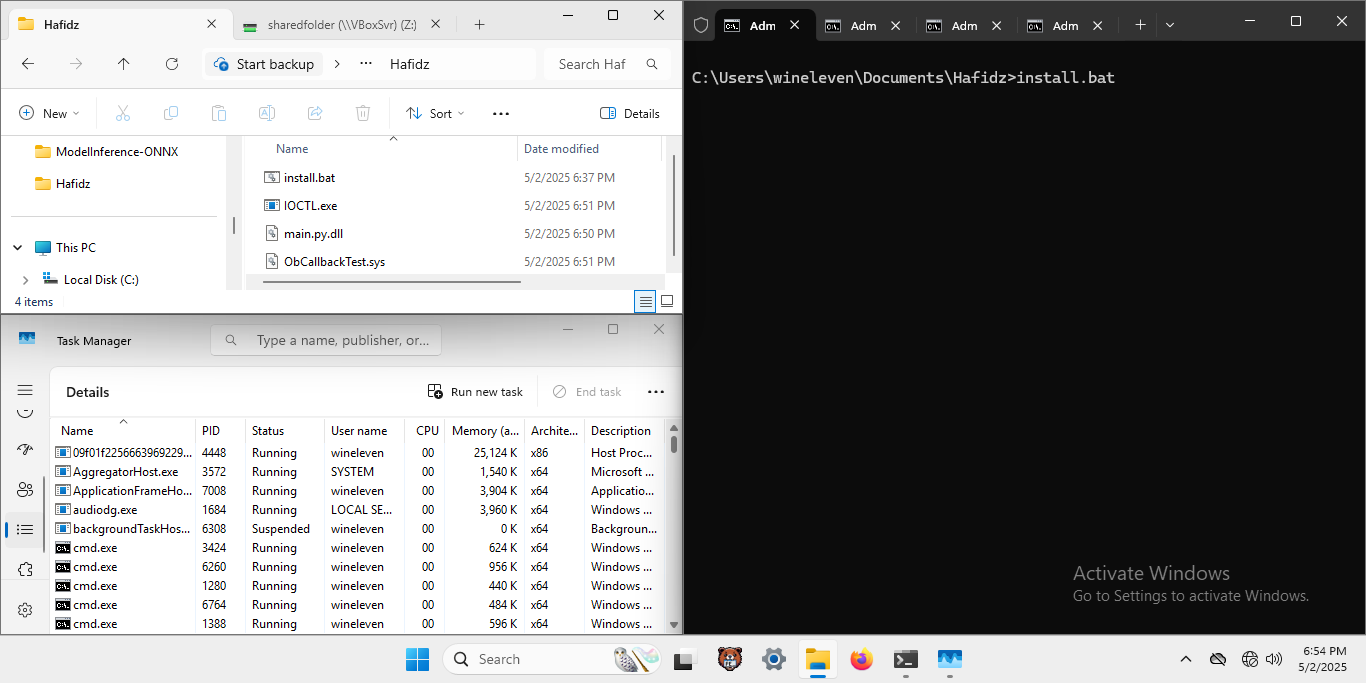 Hafidz
sharedfolder (\\VBoxSvr) (Z:)
Start backup
Hafidz
Search Haf
New
Sort
Details
ModelInference-ONNX
Hafidz
This PC
Local Disk (C:)
Name Date modified
install.bat 5/2/2025 6:37 PM
IOCTL.exe 5/2/2025 6:51 PM
main.py.dll 5/2/2025 6:50 PM
ObCallbackTest.sys 5/2/2025 6:51 PM
4 items
Task Manager
Type a name, publisher, or...
Details
Run new task
End task
Name PID Status User name CPU Memory (a... Archite... Description
09f01f2256663969229... 4448 Running wineleven 00 25,124 K x86 Host Proc...
AggregatorHost.exe 3572 Running SYSTEM 00 1,540 K x64 Microsoft ...
ApplicationFrameHo... 7008 Running wineleven 00 3,904 K x64 Applicatio...
audiodg.exe 1684 Running LOCAL SE... 00 3,960 K x64 Windows ...
backgroundTaskHos... 6308 Suspended wineleven 00 0 K x64 Backgroun...
cmd.exe 3424 Running wineleven 00 624 K x64 Windows ...
cmd.exe 6260 Running wineleven 00 956 K x64 Windows ...
cmd.exe 1280 Running wineleven 00 440 K x64 Windows ...
cmd.exe 6764 Running wineleven 00 484 K x64 Windows ...
cmd.exe 1388 Running wineleven 00 596 K x64 Windows ...
Adm
Adm
Adm
Adm
C:\Users\wineleven\Documents\Hafidz>install.bat
Activate Windows
Go to Settings to activate Windows.
Search
6:54 PM
5/2/2025